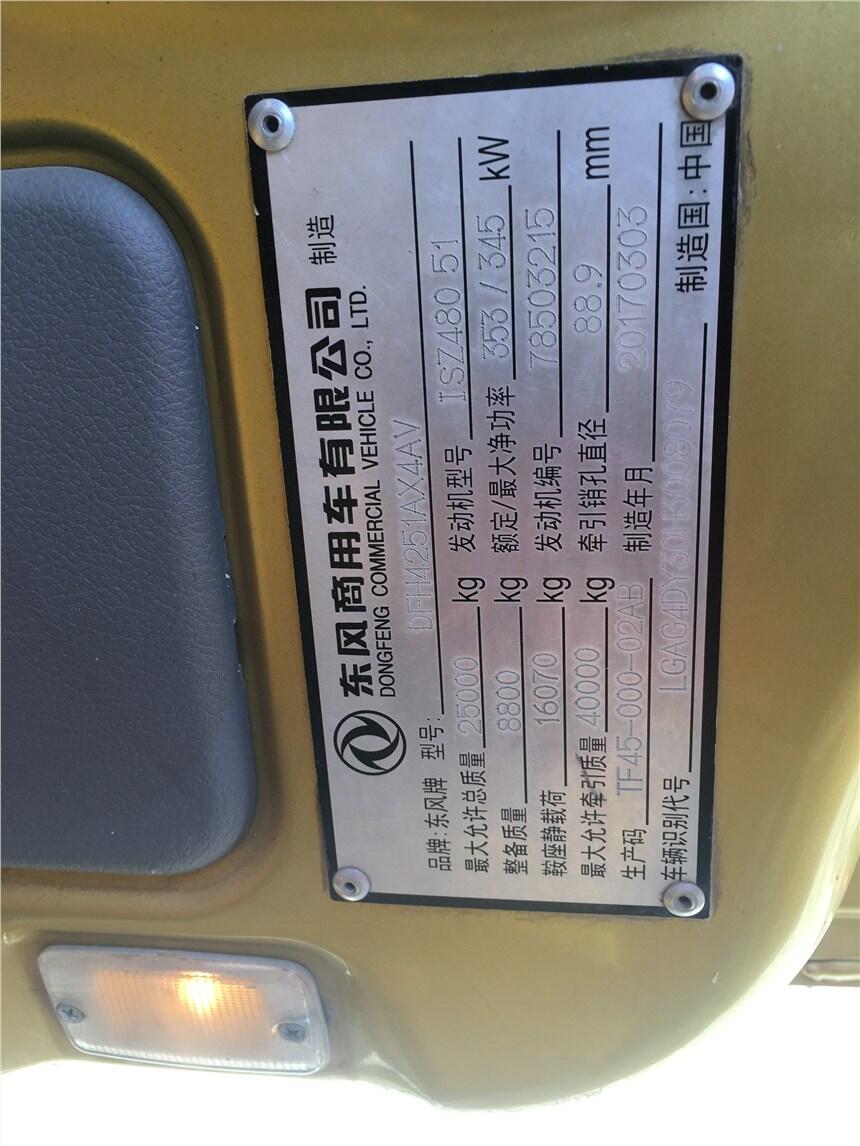 东风商用车有限公司 制造
DONGFENG COMMERCIAL VEHICLE CO., LTD.
品牌:东风牌 型号: DFH4251AX4AV
最大允许总质量 25000 kg 发动机型号 ISZ480 51
整备质量 8800 kg 额定/最大净功率 353 / 345 kW
鞍座静载荷 16070 kg 发动机编号 78503215
最大允许牵引质量 40000 kg 牵引销孔直径 88.9 mm
生产码 TF45-000-02AB 制造年月 20170303
车辆识别代号 LGAG4DY30H3008079 制造国:中国